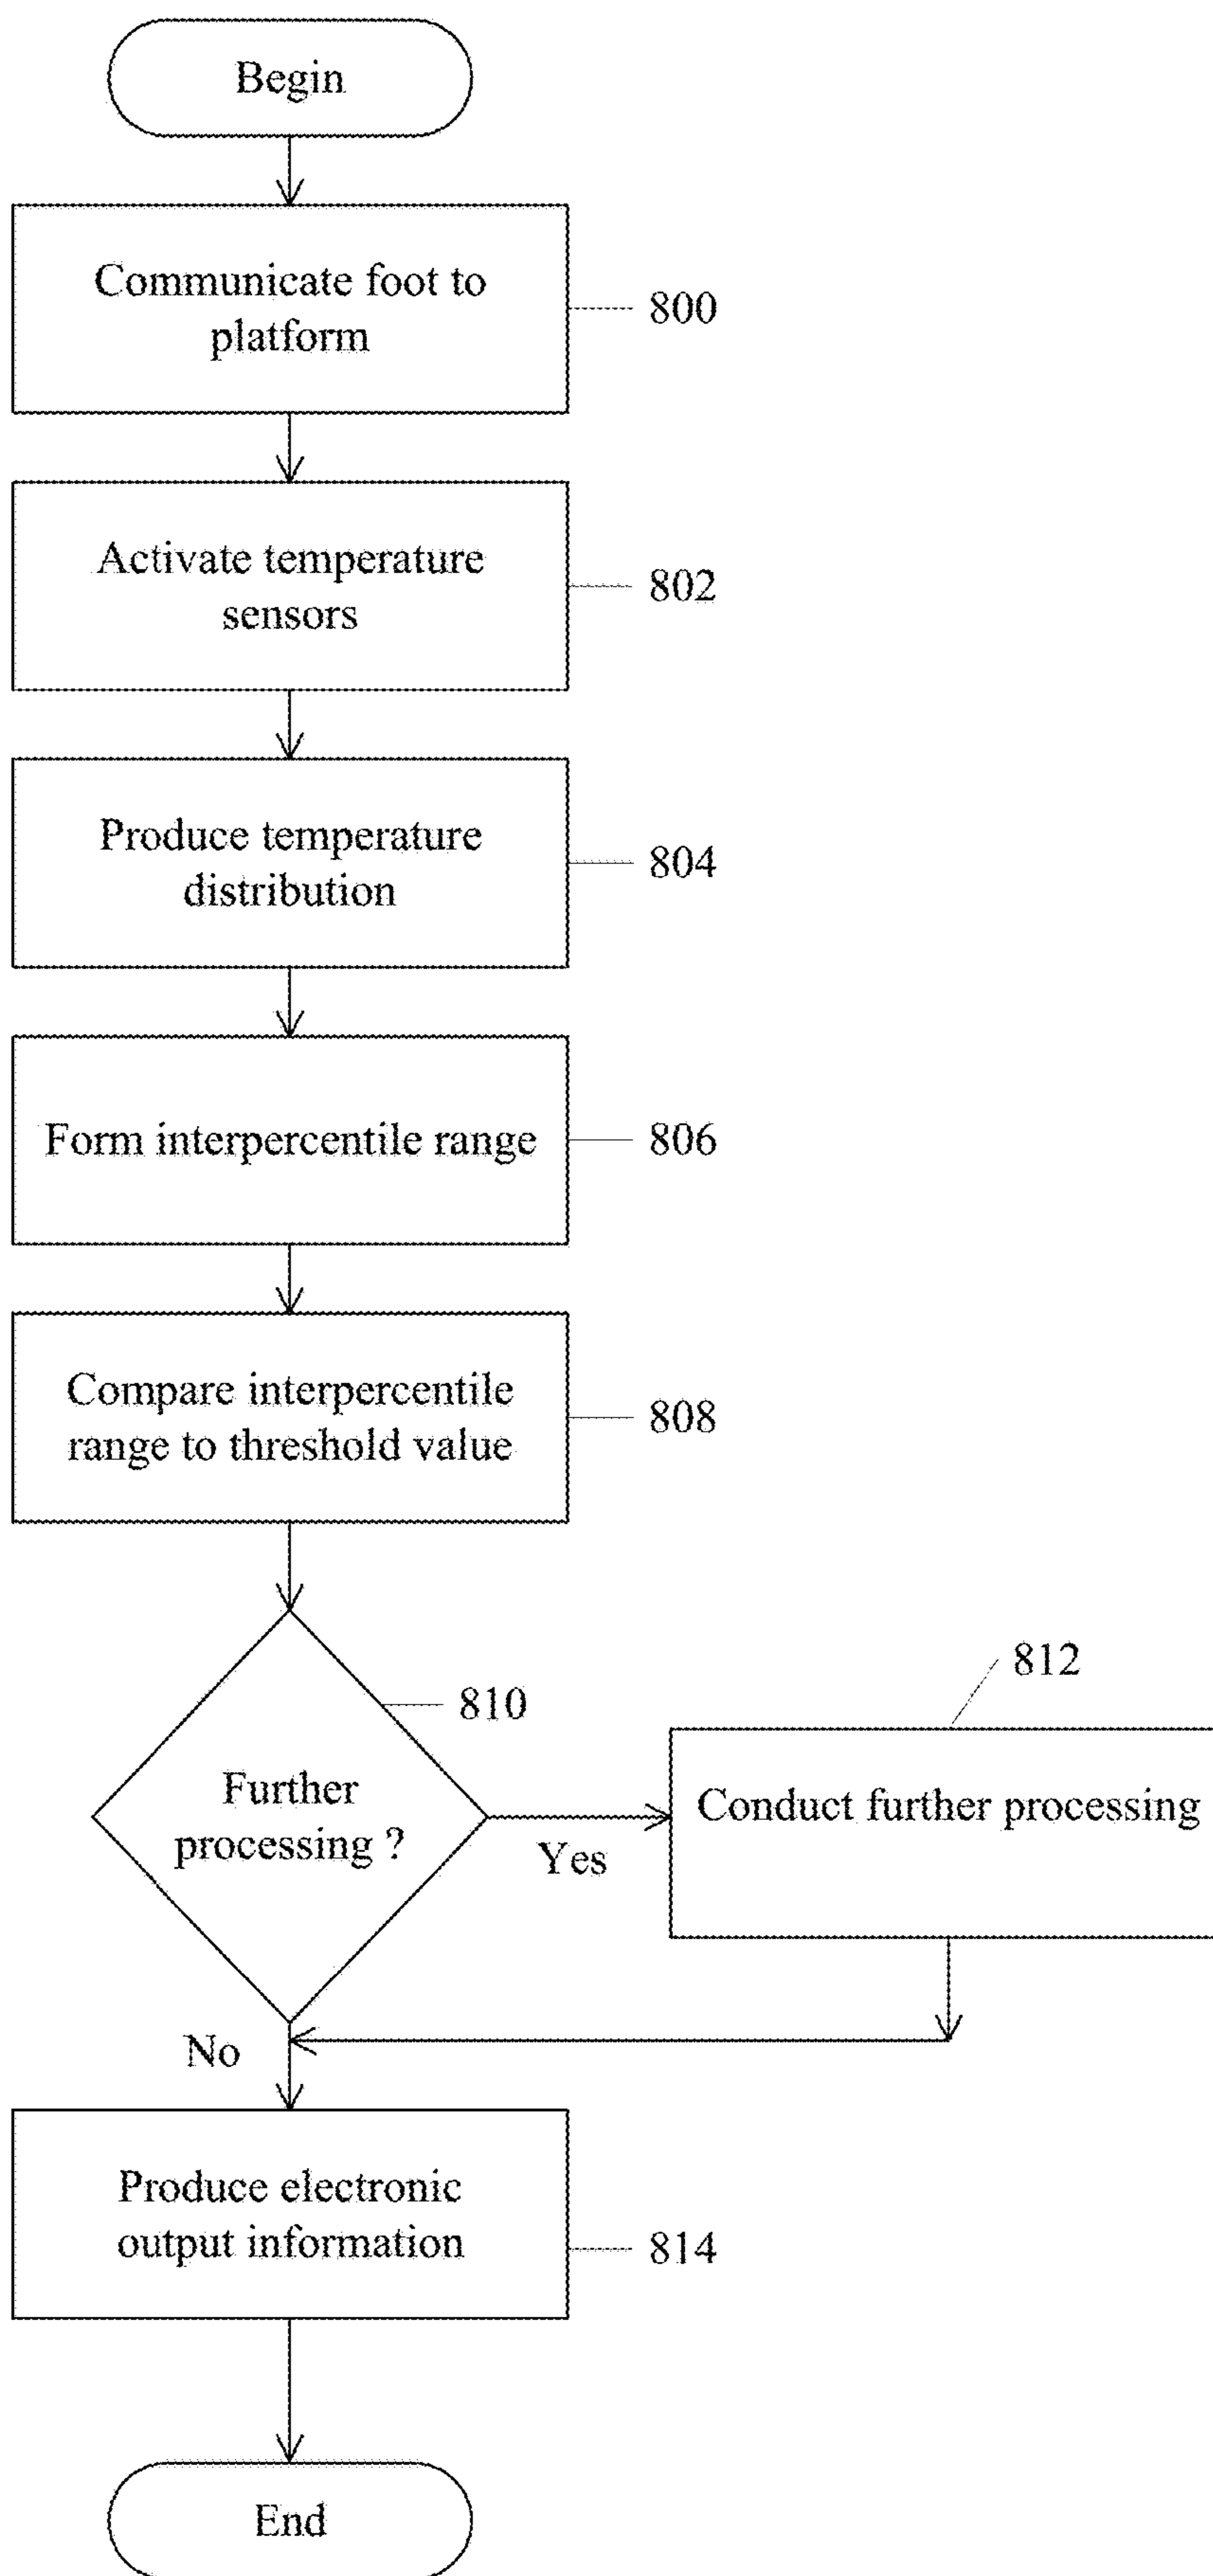 Begin
Communicate foot to
platform
800
Activate temperature
sensors
802
Produce temperature
distribution
804
Form interpercentile range
806
Compare interpercentile
range to threshold value
808
810
Further
processing ?
Yes
812
Conduct further processing
No
Produce electronic
output information
814
End